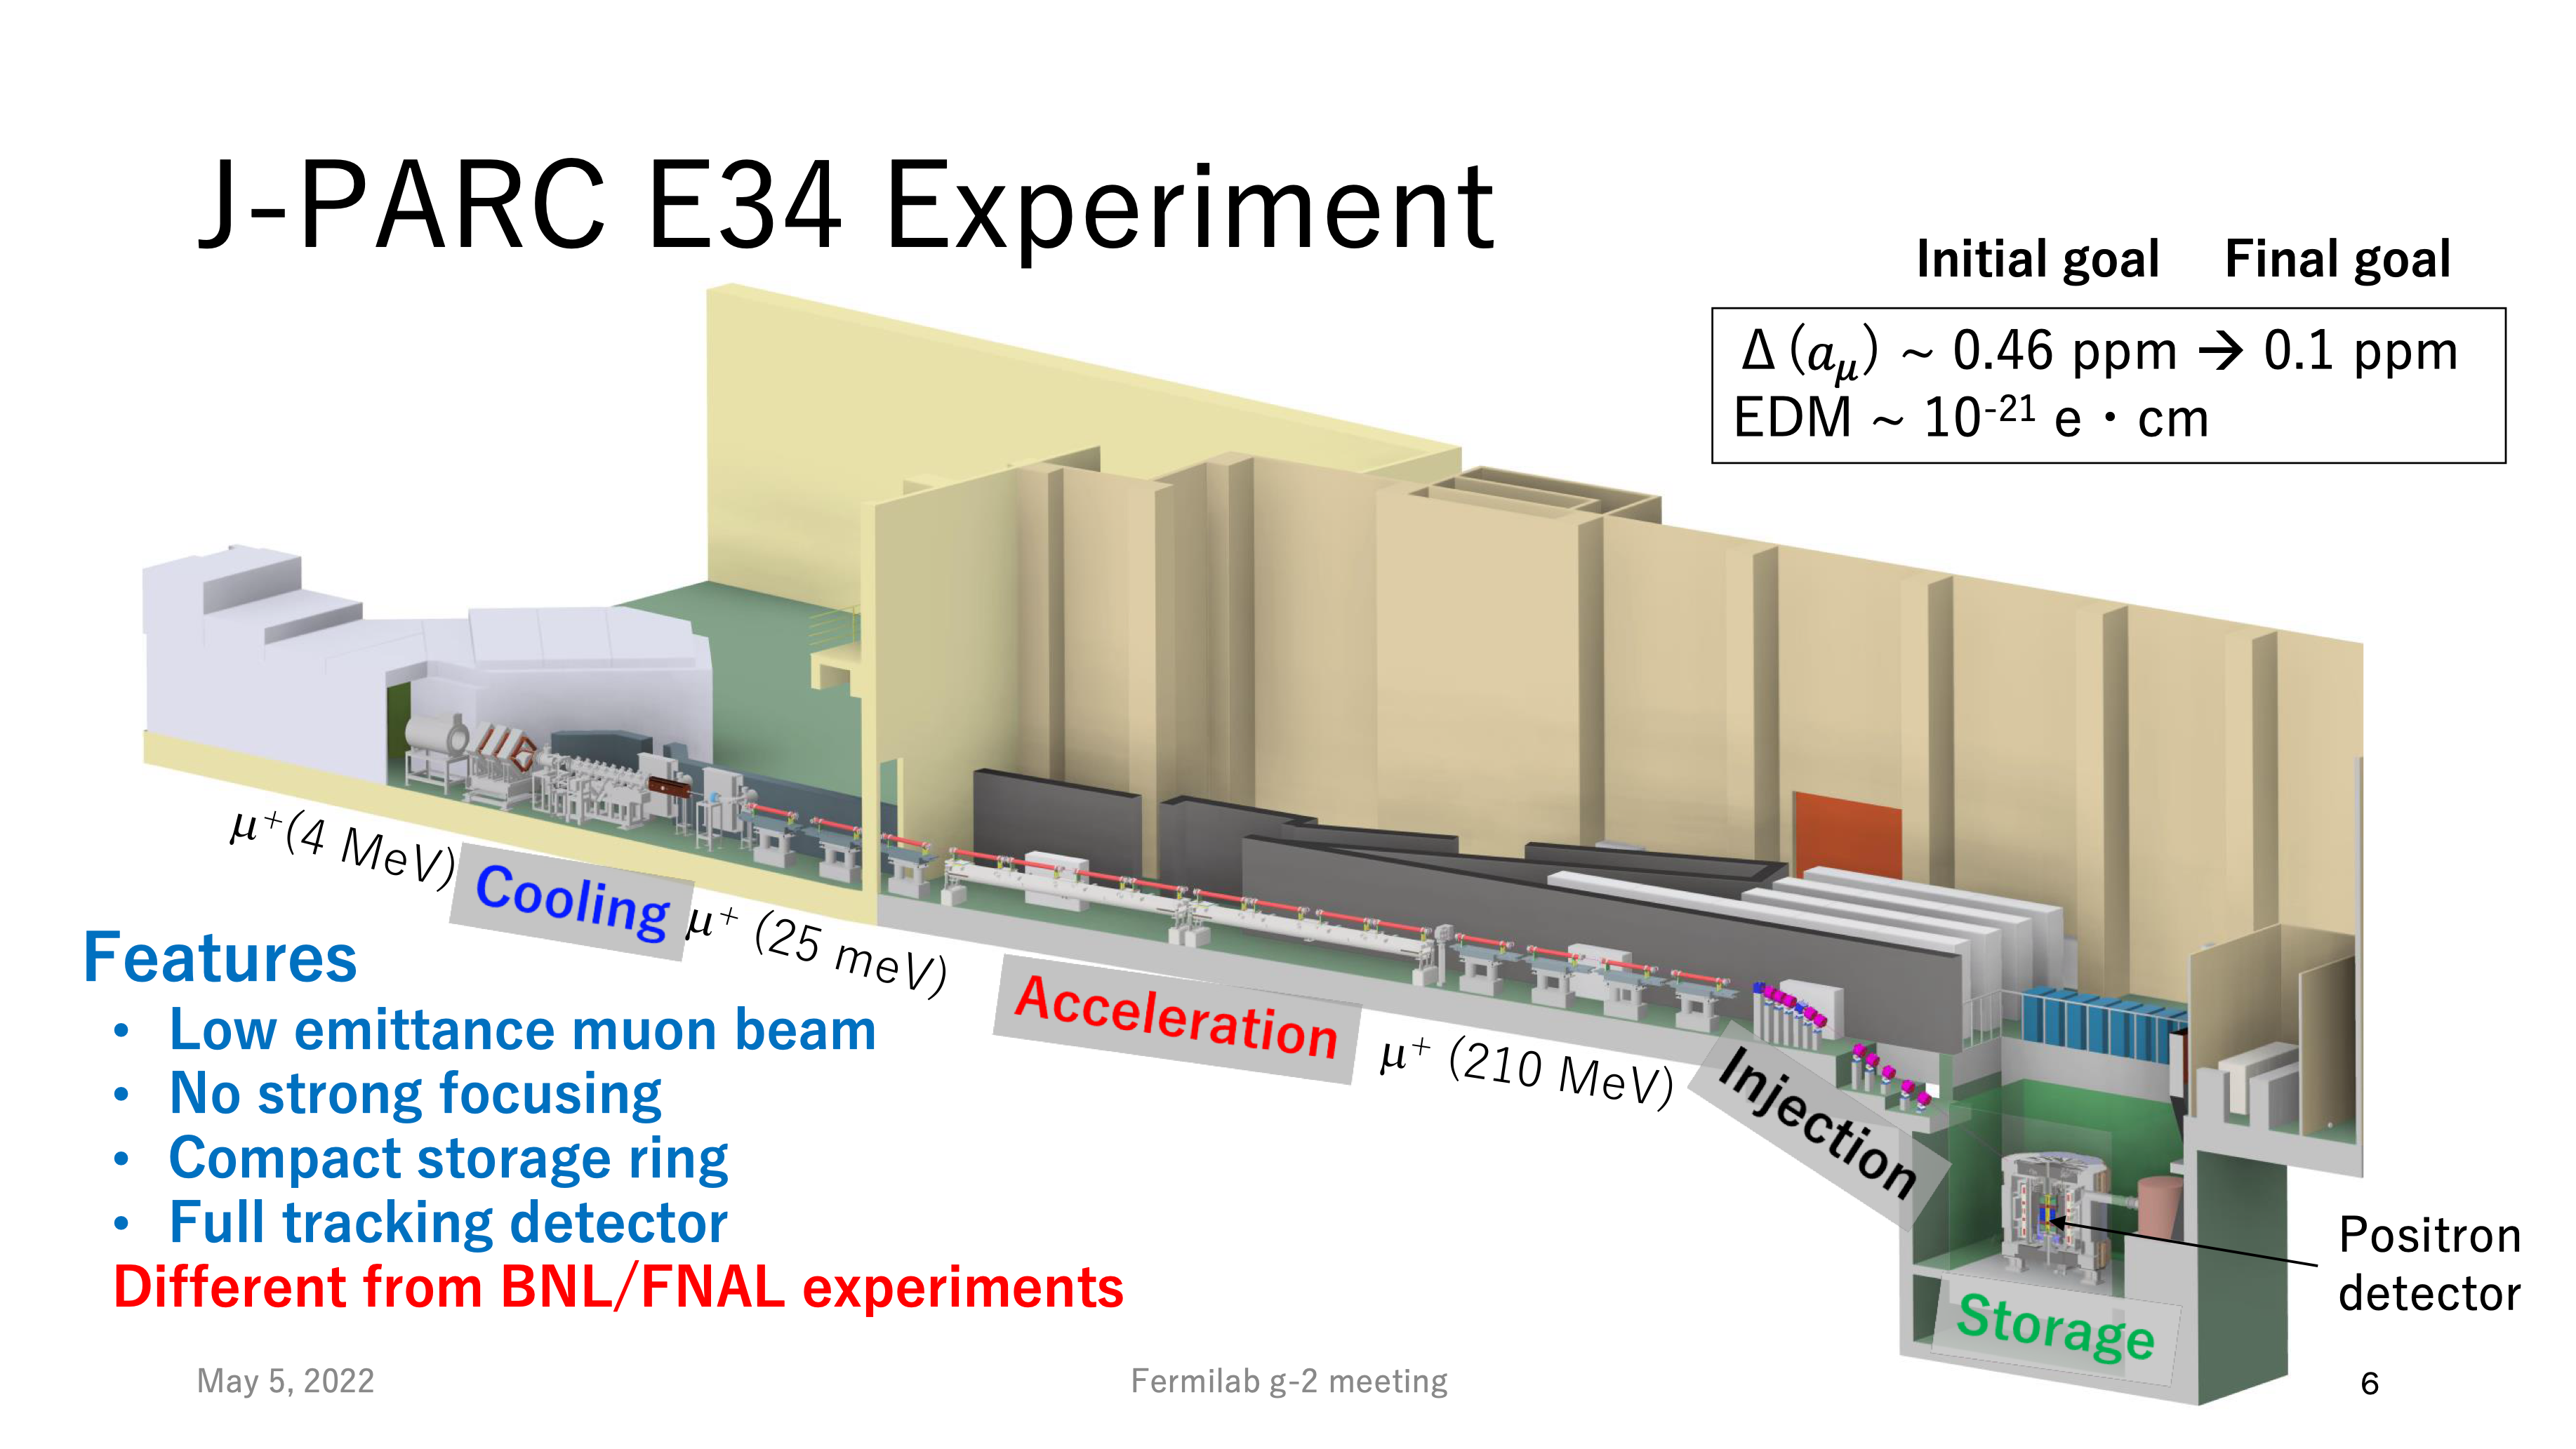 J-PARC E34 Experiment
Initial goal Final goal
Δ (aμ) ~ 0.46 ppm → 0.1 ppm
EDM ~ 10⁻²¹ e・cm
μ⁺(4 MeV)
Cooling
μ⁺ (25 meV)
Acceleration
μ⁺ (210 MeV)
Injection
Storage
Positron
detector
Features
• Low emittance muon beam
• No strong focusing
• Compact storage ring
• Full tracking detector
Different from BNL/FNAL experiments
May 5, 2022
Fermilab g-2 meeting
6